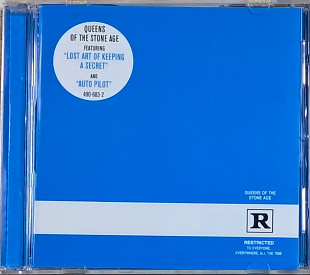 QUEENS
OF THE STONE AGE
FEATURING
"LOST ART OF KEEPING
A SECRET"
AND
"AUTO PILOT"
490-683-2
QUEENS OF THE
STONE AGE
R
RESTRICTED
TO EVERYONE,
EVERYWHERE, ALL THE TIME